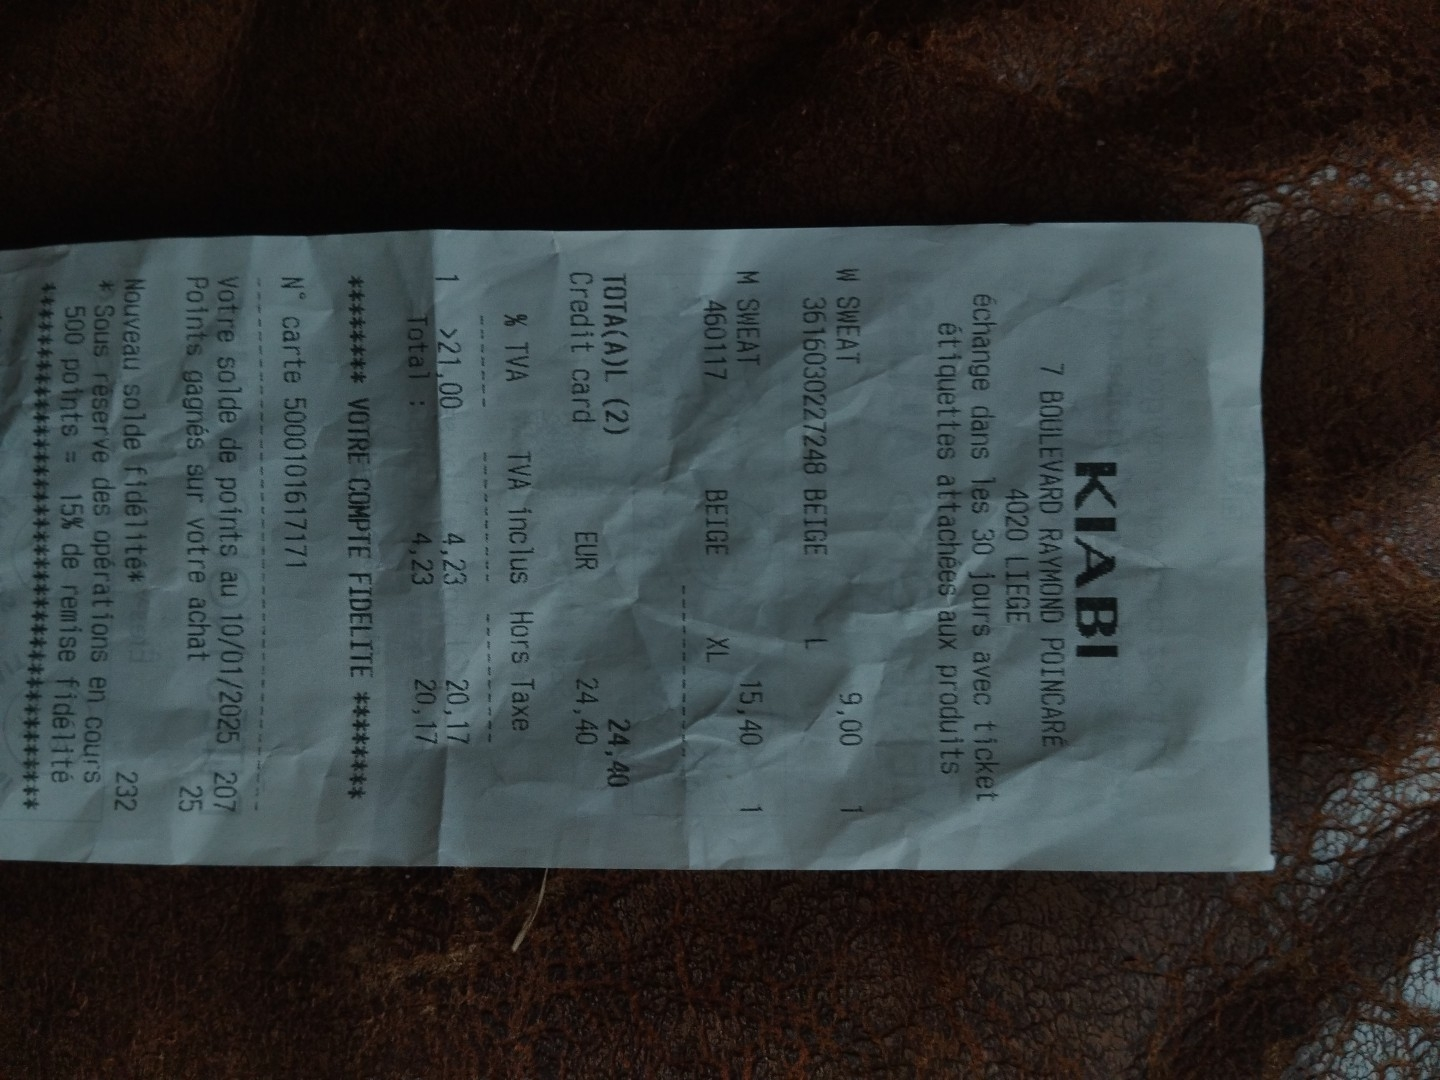 KIABI
7 BOULEVARD RAYMOND POINCARE
4020 LIEGE
échange dans les 30 jours avec ticket
étiquettes attachées aux produits
W SWEAT 9,00 1
3616030227248 BEIGE L
M SWEAT 15,40 1
460117 BEIGE XL
--------------------
TOTA(A)L (2) 24,40
Credit card EUR 24,40
% TVA TVA inclus Hors Taxe
------- ---------- ----------
1 >21,00 4,23 20,17
Total : 4,23 20,17
******** VOTRE COMPTE FIDELITE ********
N° carte 5000101617171
------------------------------------------
Votre solde de points au 10/01/2025 207
Points gagnés sur votre achat 25
Nouveau solde fidélité* 232
* Sous réserve des opérations en cours
500 points = 15% de remise fidélité
******************************************